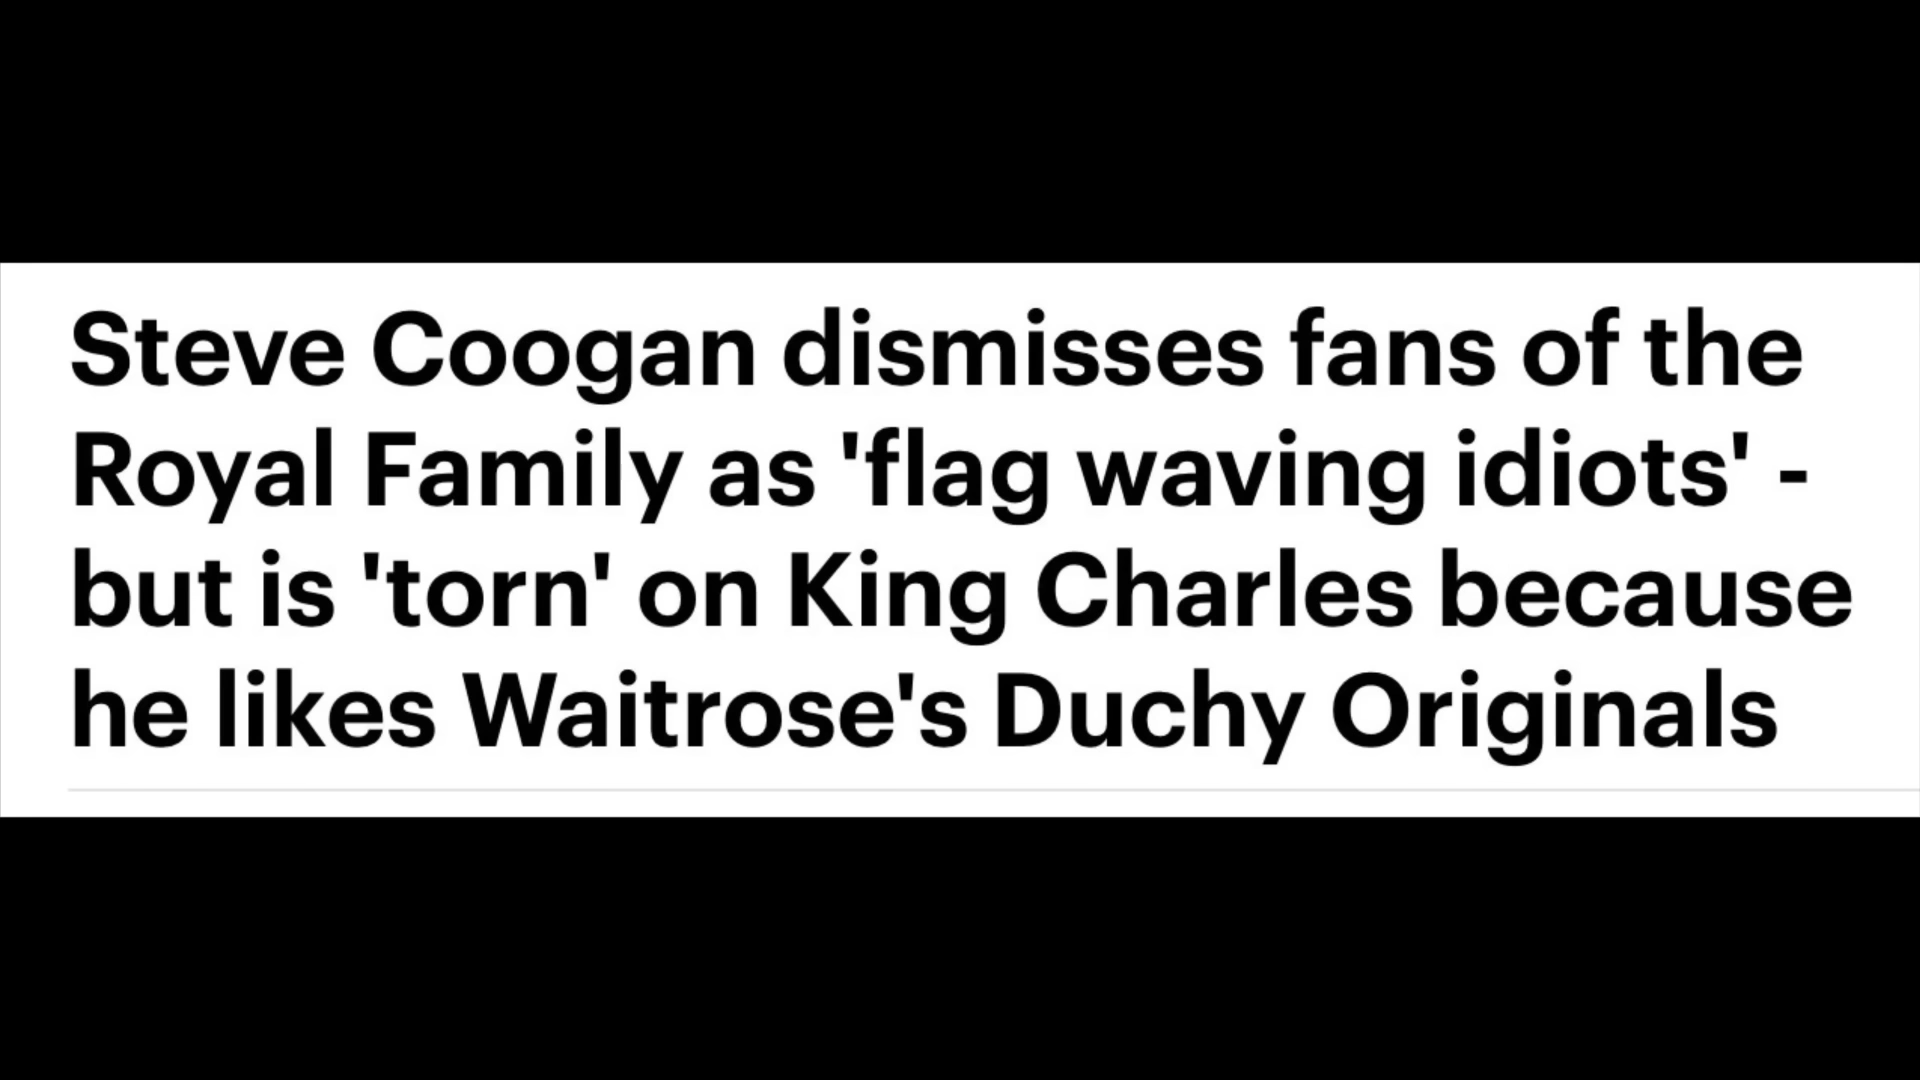 Steve Coogan dismisses fans of the
Royal Family as 'flag waving idiots' -
but is 'torn' on King Charles because
he likes Waitrose's Duchy Originals